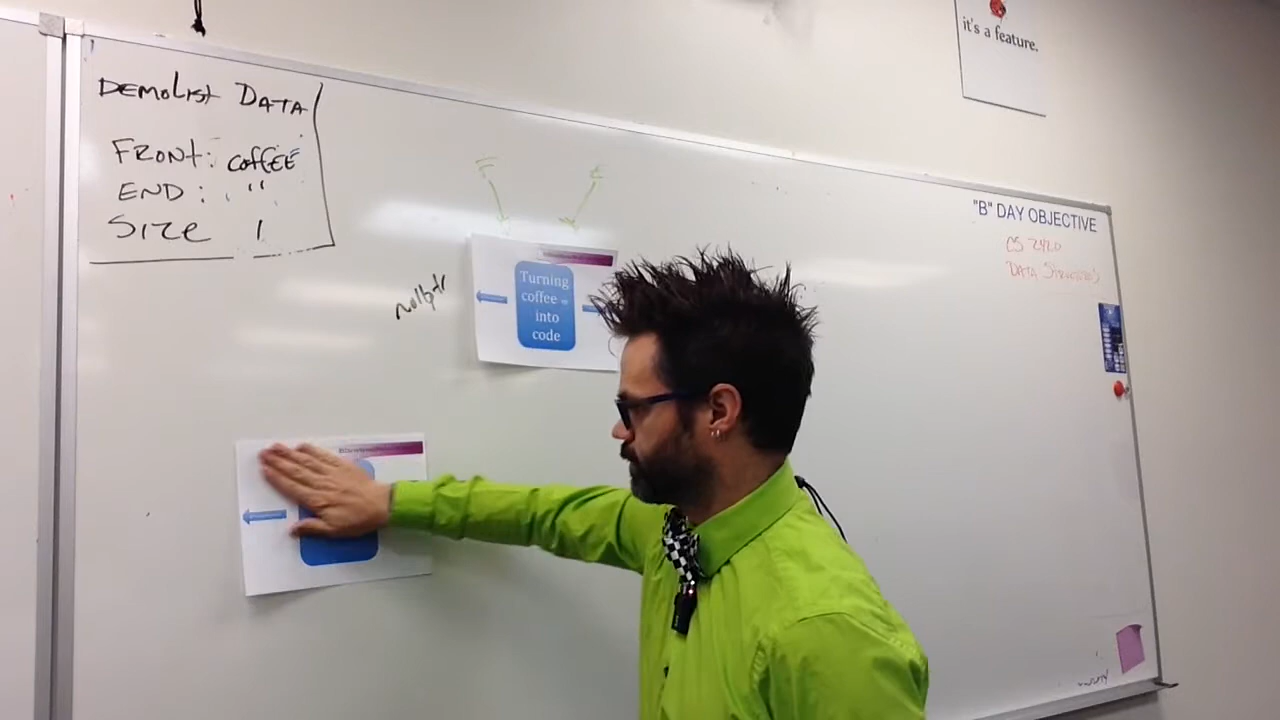 it's a feature.
DEMOLIST DATA
FRONT: COFFEE
END: "
SIZE 1
F E
"B" DAY OBJECTIVE
CS 2420
DATA STRUCTURES
nullptr
Turning
coffee
into
code